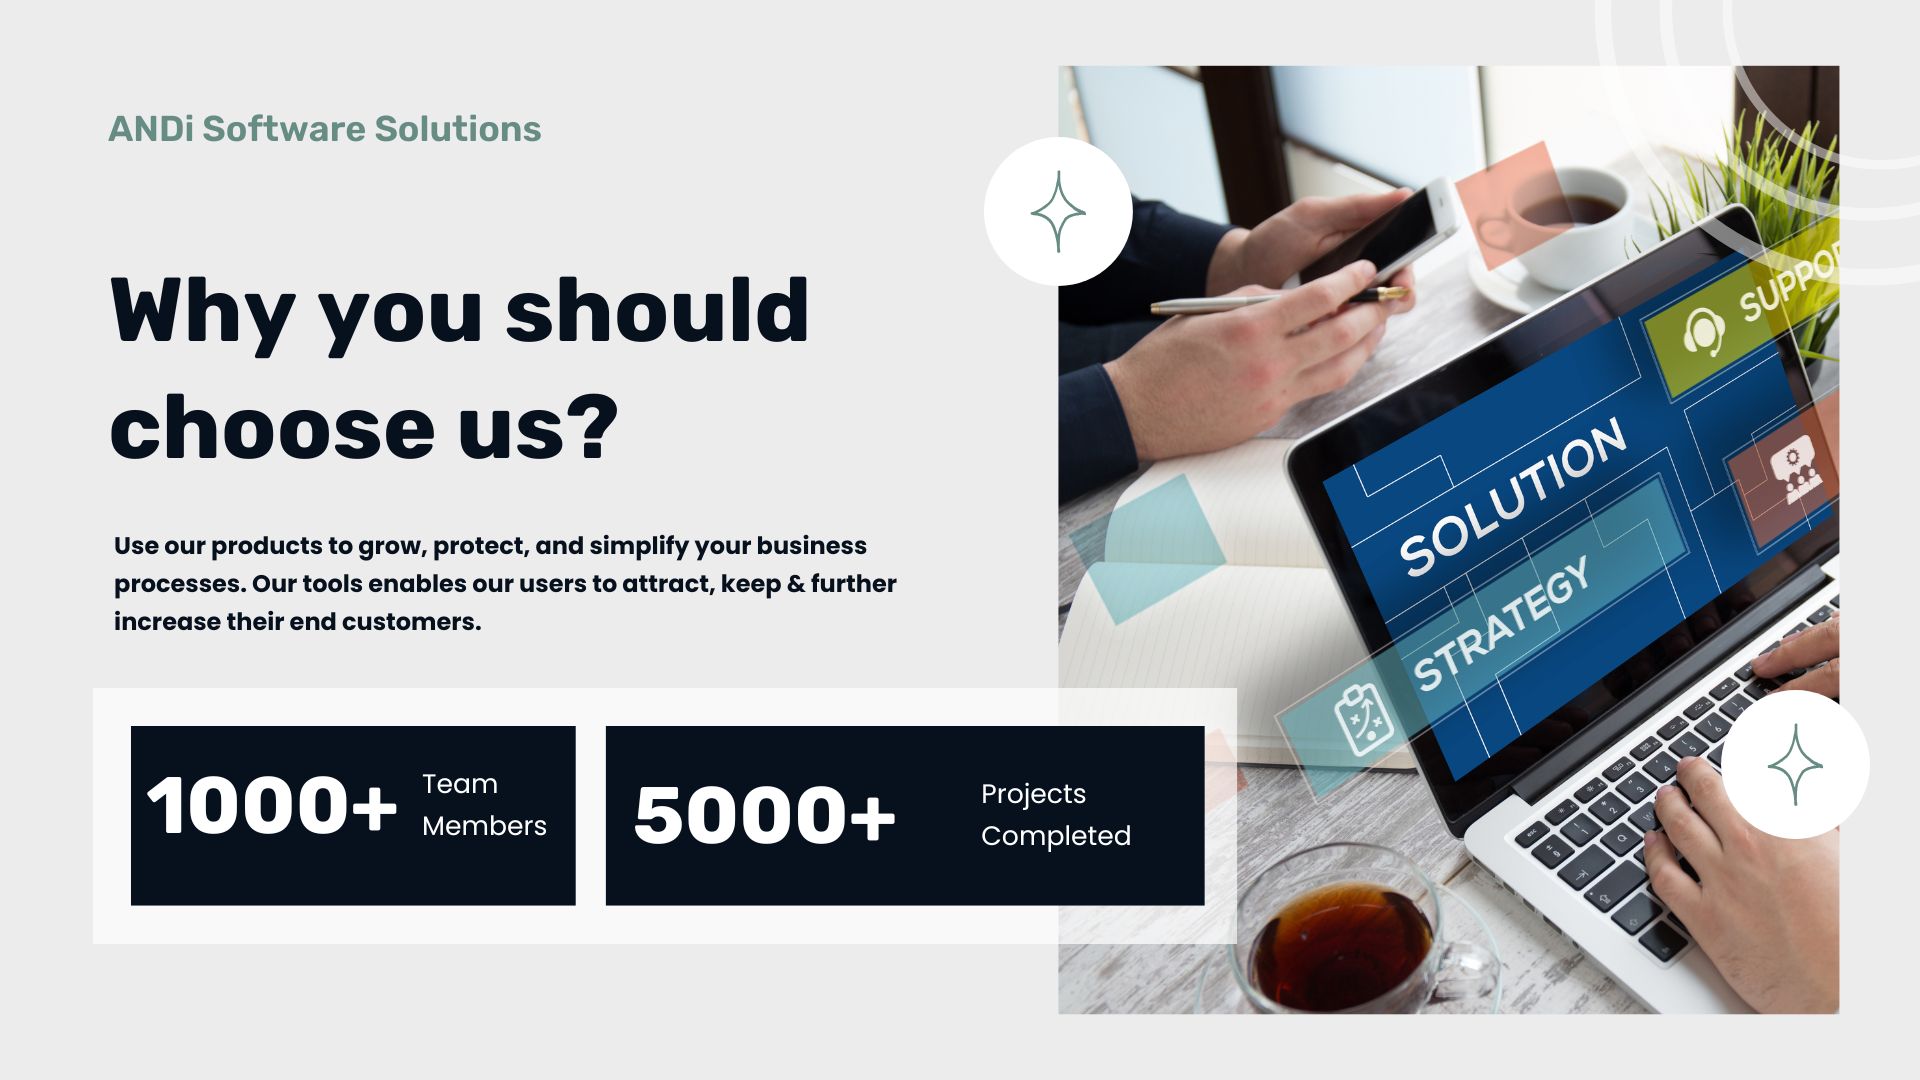 ANDi Software Solutions
Why you should
choose us?
Use our products to grow, protect, and simplify your business
processes. Our tools enables our users to attract, keep & further
increase their end customers.
1000+
Team
Members
5000+
Projects
Completed
SUPPO
SOLUTION
STRATEGY